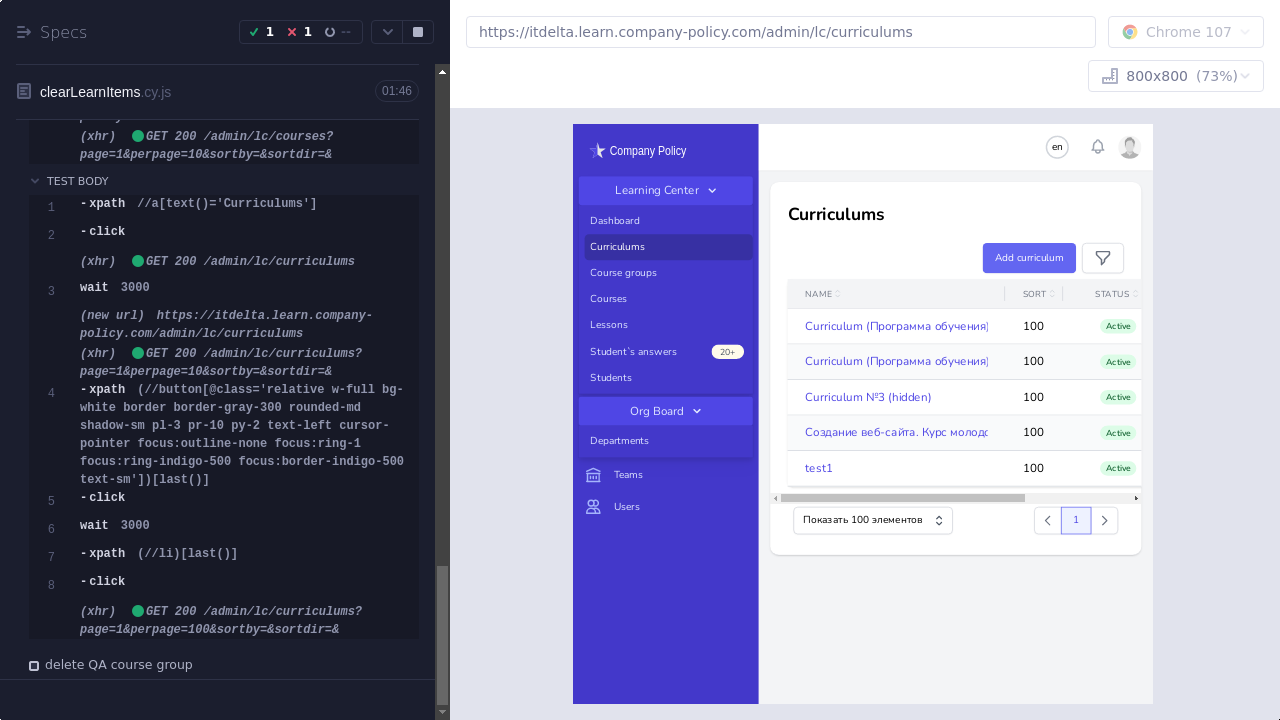 Specs
1
1
--
https://itdelta.learn.company-policy.com/admin/lc/curriculums
Chrome 107
800x800 (73%)
clearLearnItems.cy.js
01:46
(xhr) GET 200 /admin/lc/courses?
page=1&perpage=10&sortby=&sortdir=&
TEST BODY
1 -xpath //a[text()='Curriculums']
2 -click
(xhr) GET 200 /admin/lc/curriculums
3 wait 3000
(new url) https://itdelta.learn.company-
policy.com/admin/lc/curriculums
(xhr) GET 200 /admin/lc/curriculums?
page=1&perpage=10&sortby=&sortdir=&
4 -xpath (//button[@class='relative w-full bg-
white border border-gray-300 rounded-md
shadow-sm pl-3 pr-10 py-2 text-left cursor-
pointer focus:outline-none focus:ring-1
focus:ring-indigo-500 focus:border-indigo-500
text-sm'])[last()]
5 -click
6 wait 3000
7 -xpath (//li)[last()]
8 -click
(xhr) GET 200 /admin/lc/curriculums?
page=1&perpage=100&sortby=&sortdir=&
delete QA course group
Company Policy
Learning Center
Dashboard
Curriculums
Course groups
Courses
Lessons
Student`s answers 20+
Students
Org Board
Departments
Teams
Users
en
Curriculums
Add curriculum
NAME SORT STATUS
Curriculum (Программа обучения) 100 Active
Curriculum (Программа обучения) 100 Active
Curriculum №3 (hidden) 100 Active
Создание веб-сайта. Курс молодо 100 Active
test1 100 Active
Показать 100 элементов
1